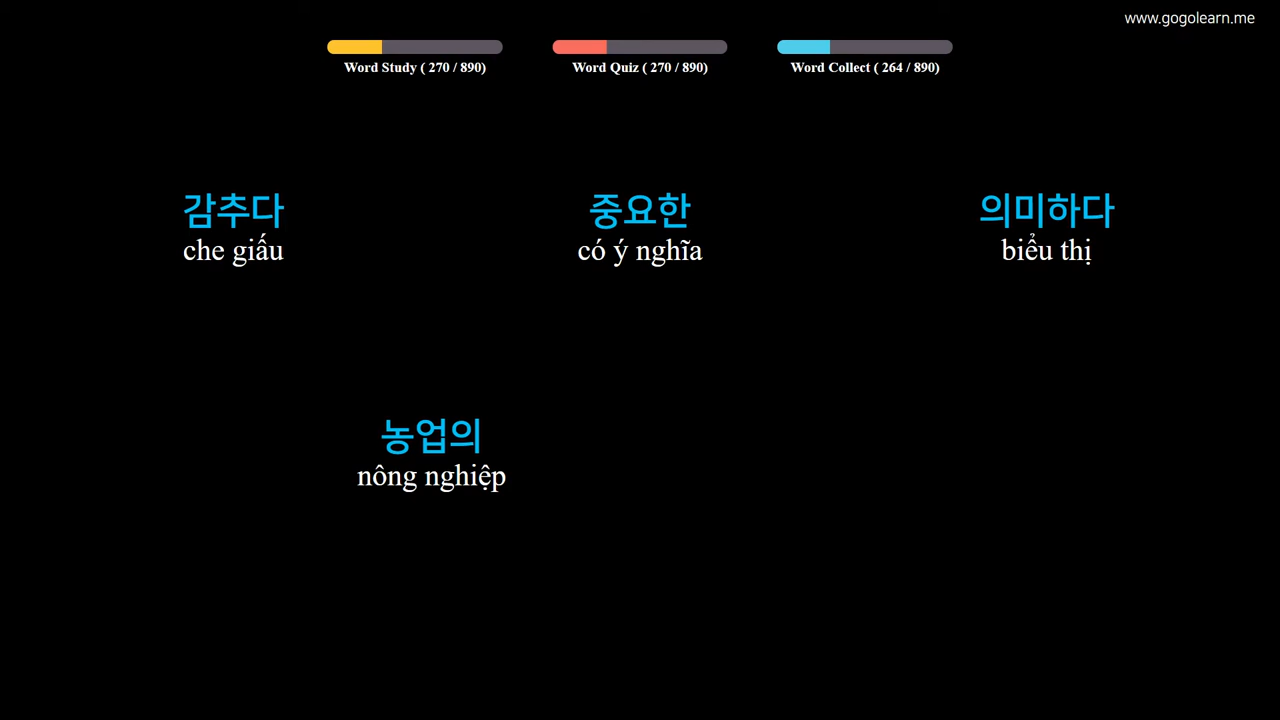 www.gogolearn.me
Word Study ( 270 / 890)
Word Quiz ( 270 / 890)
Word Collect ( 264 / 890)
감추다
che giấu
중요한
có ý nghĩa
의미하다
biểu thị
농업의
nông nghiệp